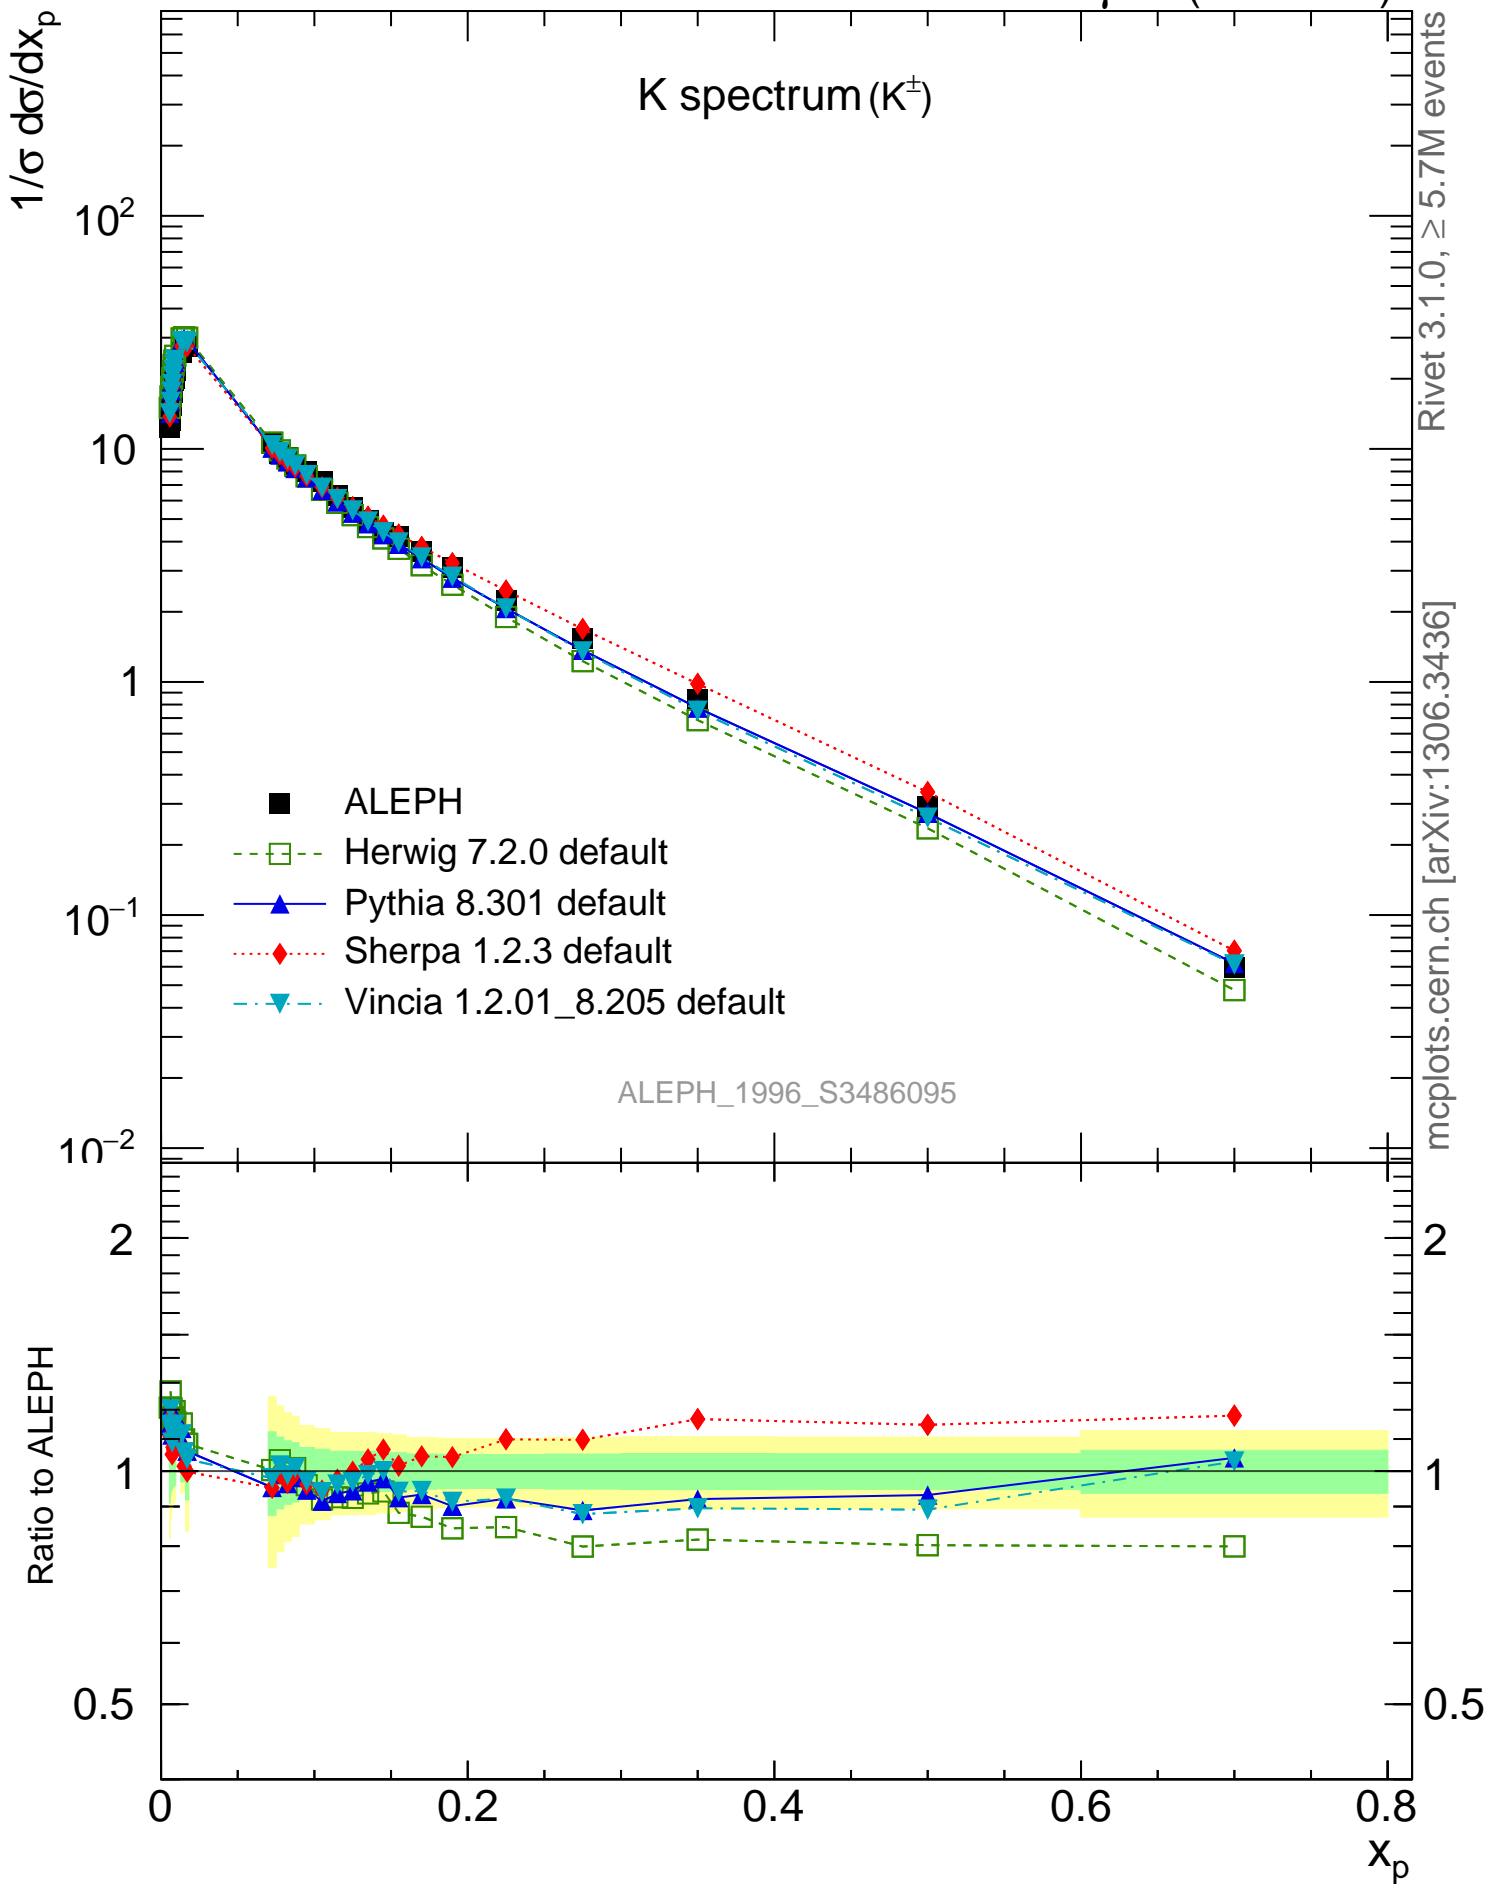 1/σ dσ/dxₚ
K spectrum (K±)
10²
10
1
10⁻¹
10⁻²
ALEPH
Herwig 7.2.0 default
Pythia 8.301 default
Sherpa 1.2.3 default
Vincia 1.2.01_8.205 default
ALEPH_1996_S3486095
Rivet 3.1.0, ≥ 5.7M events
mcplots.cern.ch [arXiv:1306.3436]
Ratio to ALEPH
2
1
0.5
2
1
0.5
0
0.2
0.4
0.6
0.8
xₚ